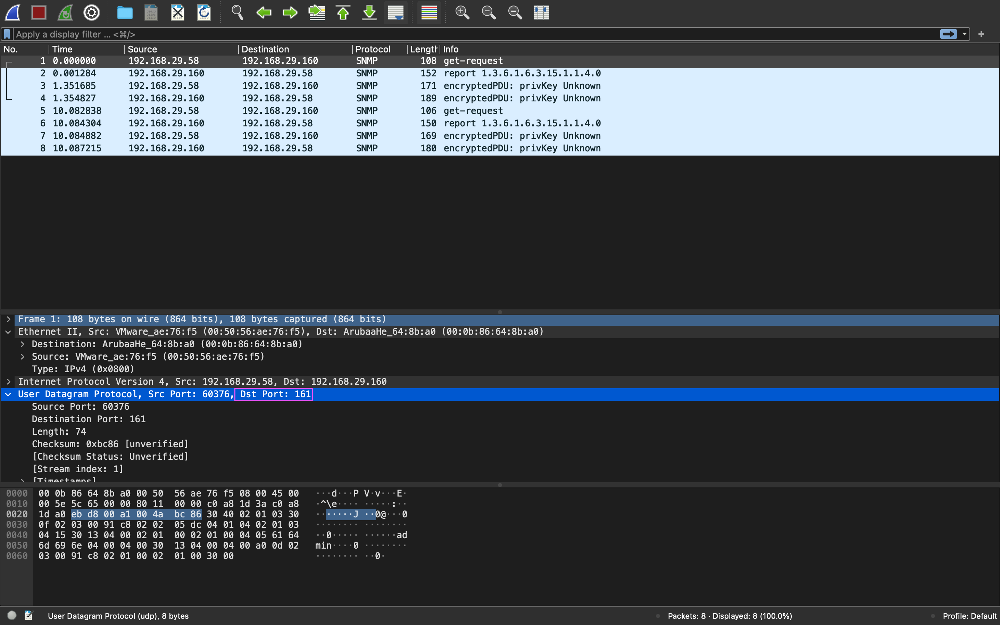 Apply a display filter ... <⌘/>
No. Time Source Destination Protocol Length Info
1 0.000000 192.168.29.58 192.168.29.160 SNMP 108 get-request
2 0.001284 192.168.29.160 192.168.29.58 SNMP 152 report 1.3.6.1.6.3.15.1.1.4.0
3 1.351685 192.168.29.58 192.168.29.160 SNMP 171 encryptedPDU: privKey Unknown
4 1.354827 192.168.29.160 192.168.29.58 SNMP 189 encryptedPDU: privKey Unknown
5 10.082838 192.168.29.58 192.168.29.160 SNMP 106 get-request
6 10.084304 192.168.29.160 192.168.29.58 SNMP 150 report 1.3.6.1.6.3.15.1.1.4.0
7 10.084882 192.168.29.58 192.168.29.160 SNMP 169 encryptedPDU: privKey Unknown
8 10.087215 192.168.29.160 192.168.29.58 SNMP 180 encryptedPDU: privKey Unknown
Frame 1: 108 bytes on wire (864 bits), 108 bytes captured (864 bits)
Ethernet II, Src: VMware_ae:76:f5 (00:50:56:ae:76:f5), Dst: ArubaaHe_64:8b:a0 (00:0b:86:64:8b:a0)
Destination: ArubaaHe_64:8b:a0 (00:0b:86:64:8b:a0)
Source: VMware_ae:76:f5 (00:50:56:ae:76:f5)
Type: IPv4 (0x0800)
Internet Protocol Version 4, Src: 192.168.29.58, Dst: 192.168.29.160
User Datagram Protocol, Src Port: 60376, Dst Port: 161
Source Port: 60376
Destination Port: 161
Length: 74
Checksum: 0xbc86 [unverified]
[Checksum Status: Unverified]
[Stream index: 1]
[Timestamps]
0000 00 0b 86 64 8b a0 00 50 56 ae 76 f5 08 00 45 00 ···d···P V·v···E·
0010 00 5e 5c 65 00 00 80 11 00 00 c0 a8 1d 3a c0 a8 ·^\e···· ·····:··
0020 1d a0 eb d8 00 a1 00 4a bc 86 30 40 02 01 03 30 ·······J ··0@···0
0030 0f 02 03 00 91 c8 02 02 05 dc 04 01 04 02 01 03 ········ ········
0040 04 15 30 13 04 00 02 01 00 02 01 00 04 05 61 64 ··0····· ······ad
0050 6d 69 6e 04 00 04 00 30 13 04 00 04 00 a0 0d 02 min····0 ········
0060 03 00 91 c8 02 01 00 02 01 00 30 00 ········ ··0·
User Datagram Protocol (udp), 8 bytes Packets: 8 · Displayed: 8 (100.0%) Profile: Default